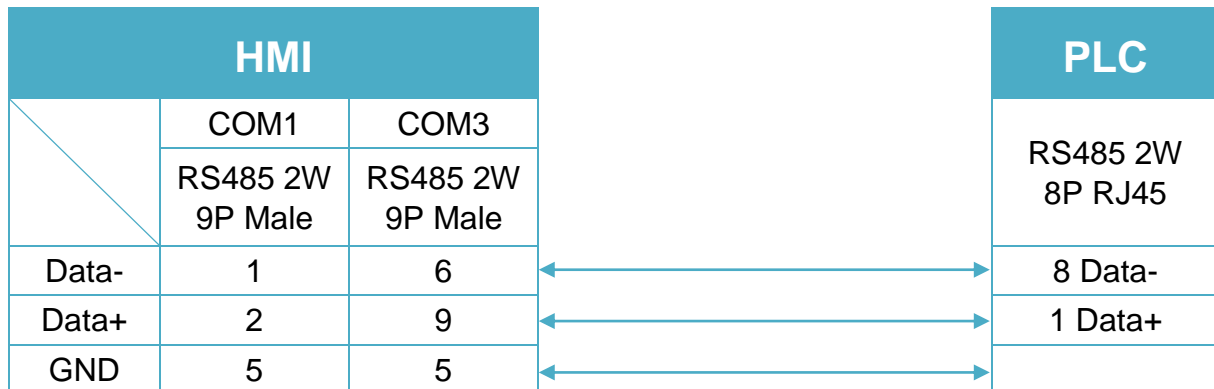 HMI
PLC
COM1 COM3
RS485 2W RS485 2W
9P Male 9P Male
RS485 2W
8P RJ45
Data- 1 6 8 Data-
Data+ 2 9 1 Data+
GND 5 5